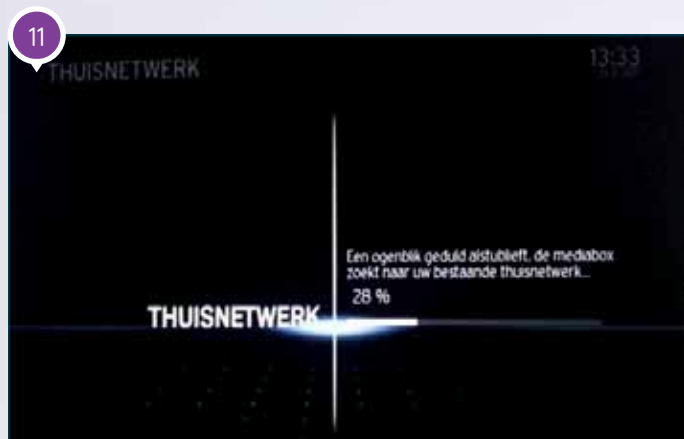 11
THUISNETWERK
13:33
Een ogenblik geduld alstublieft, de mediabox
zoekt naar uw bestaande thuisnetwerk...
28 %
THUISNETWERK